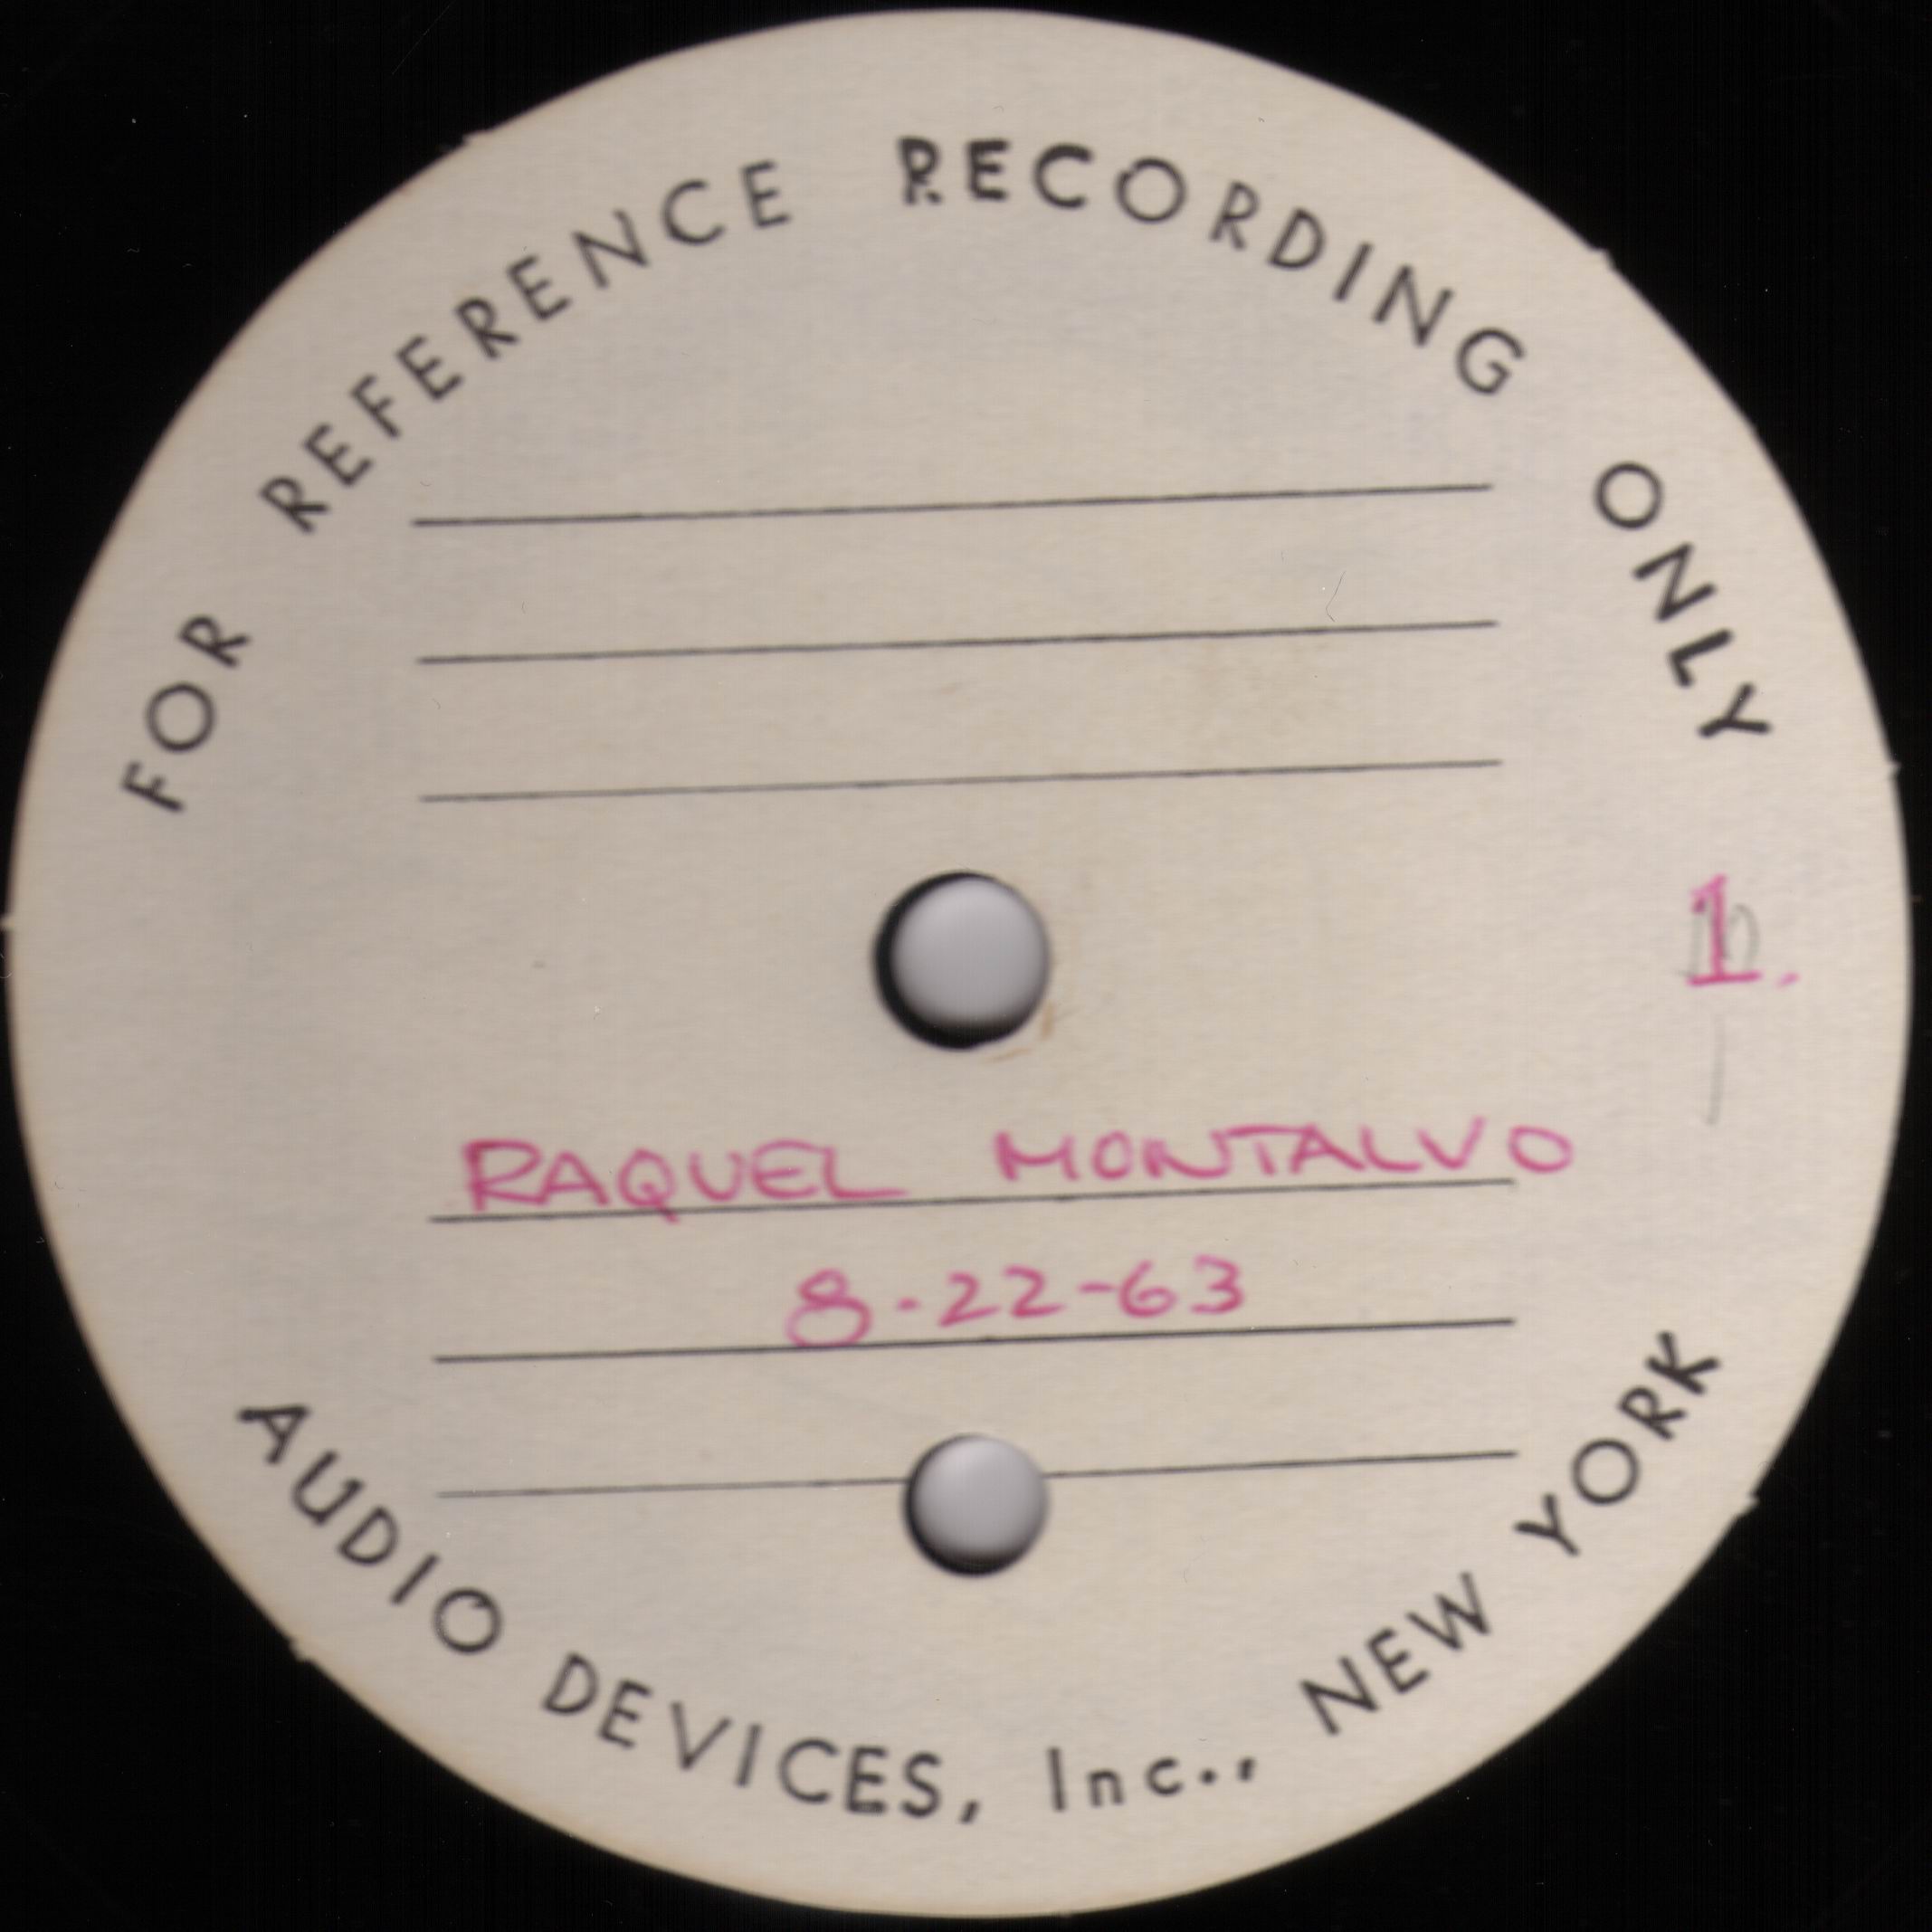 FOR REFERENCE RECORDING ONLY
1.
RAQUEL MONTALVO
8-22-63
AUDIO DEVICES, Inc., NEW YORK